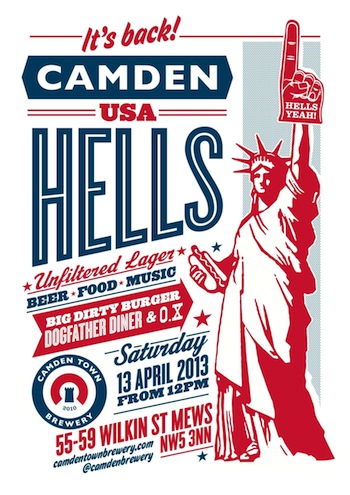 It's back!
CAMDEN
USA
HELLS
HELLS
YEAH!
Unfiltered Lager
BEER ★ FOOD ★ MUSIC
BIG DIRTY BURGER
DOGFATHER DINER & O.X
CAMDEN TOWN
2010
BREWERY
Saturday
13 APRIL 2013
FROM 12PM
55-59 WILKIN ST MEWS
camdentownbrewery.com NW5 3NN
@camdenbrewery